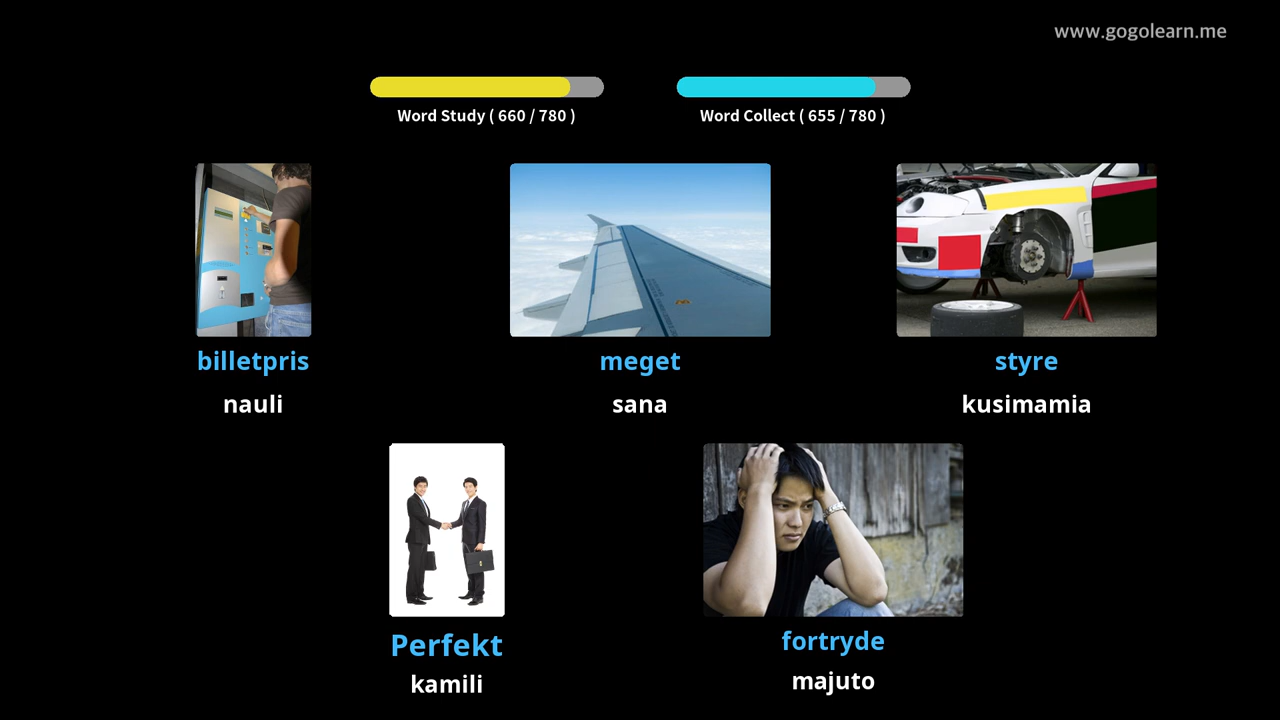 www.gogolearn.me
Word Study ( 660 / 780 )
Word Collect ( 655 / 780 )
billetpris
meget
styre
nauli
sana
kusimamia
Perfekt
fortryde
kamili
majuto